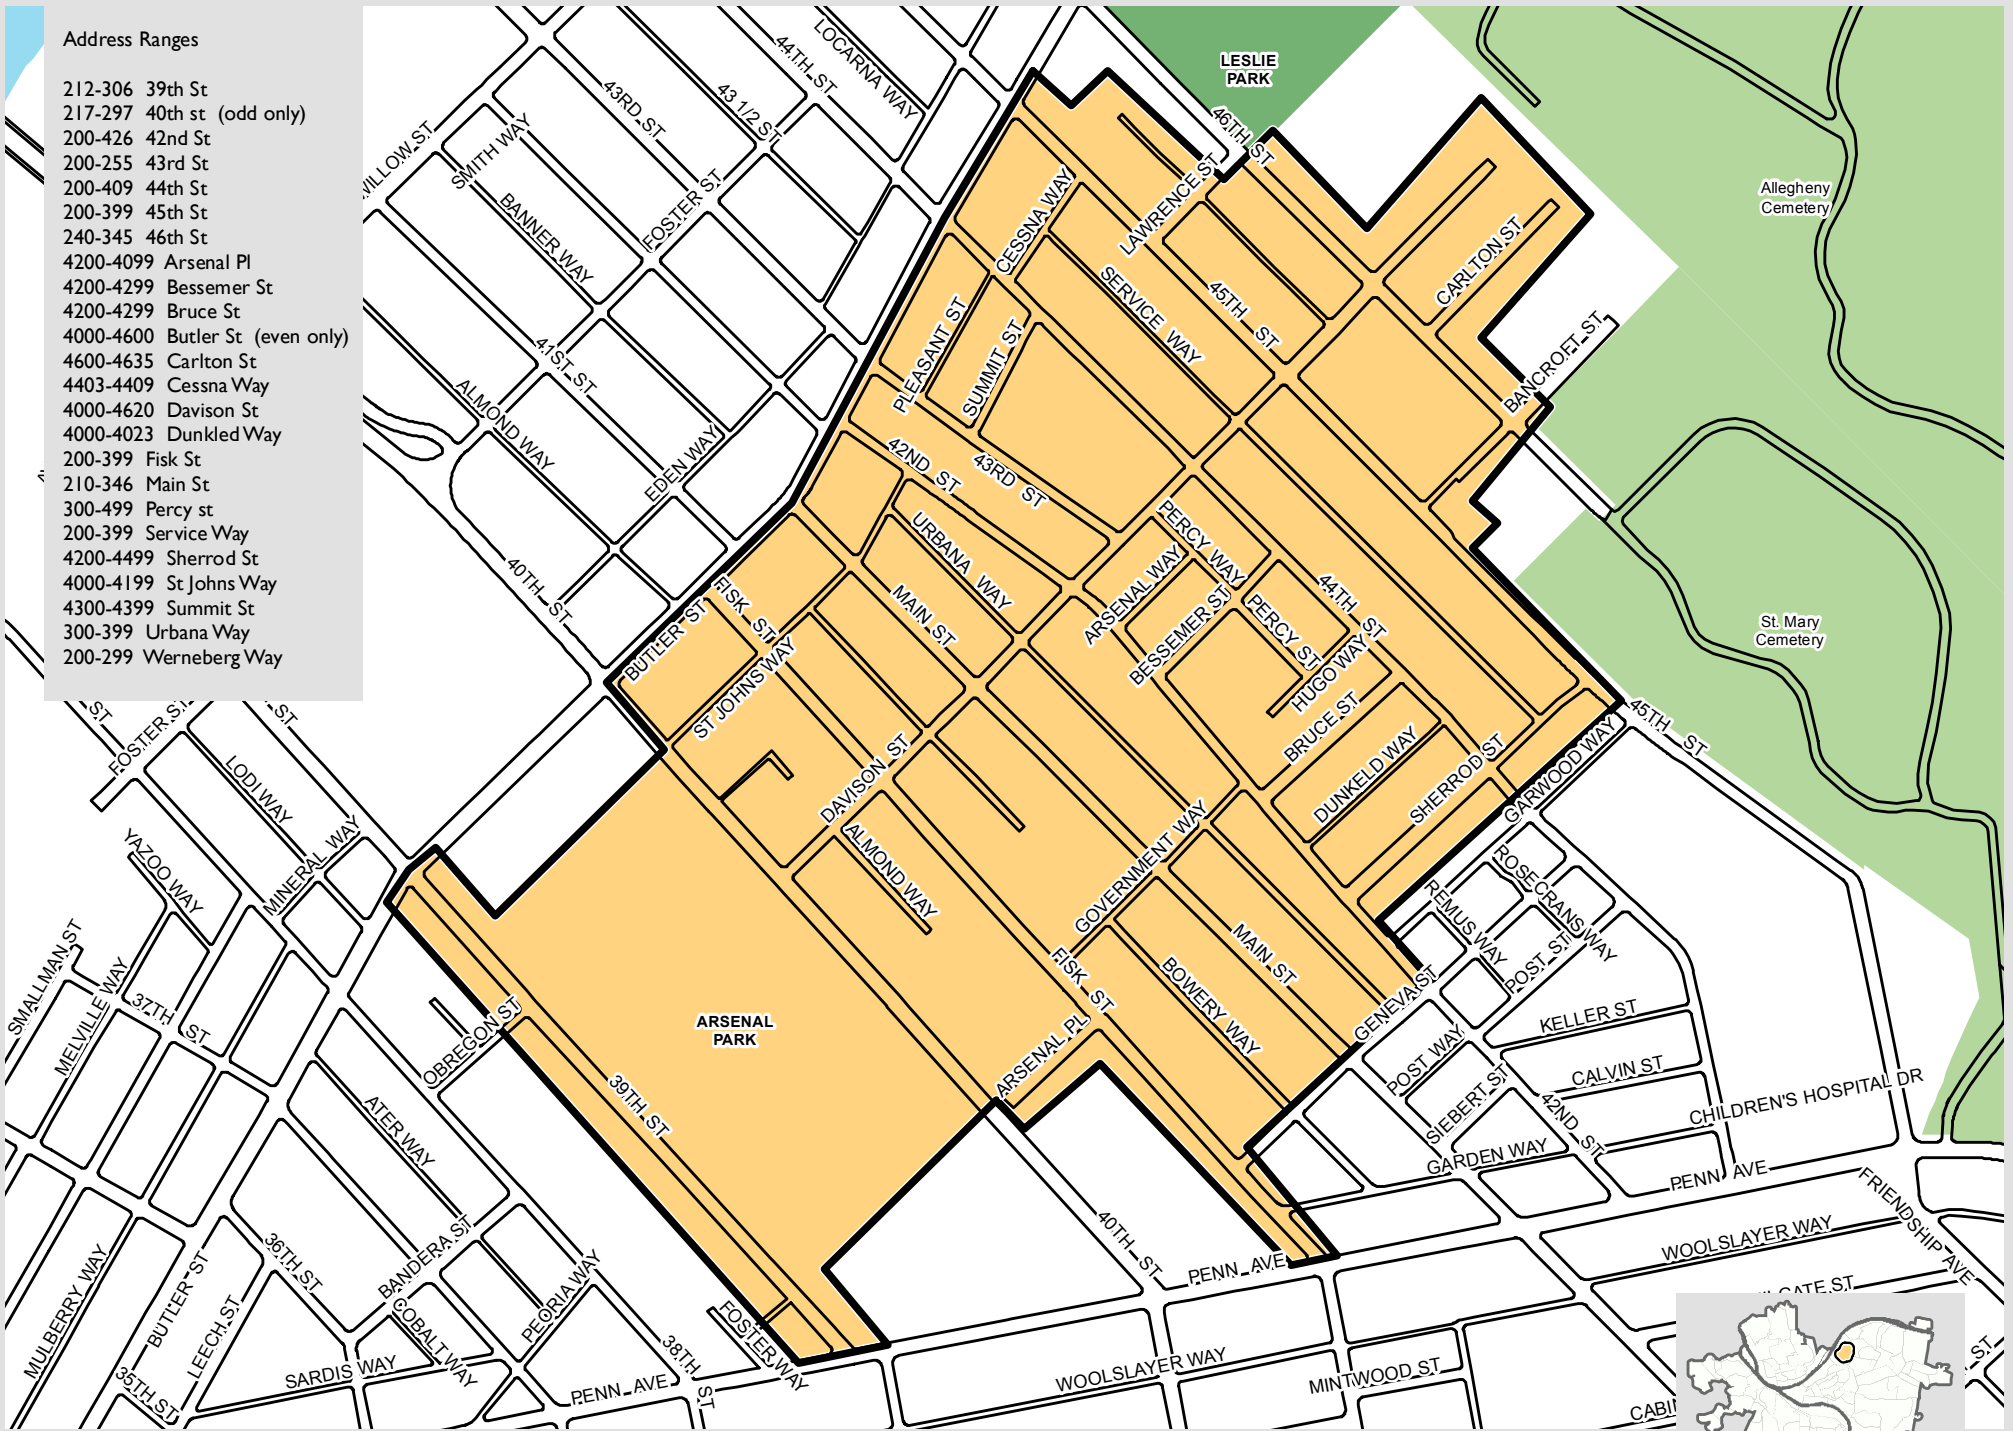 Address Ranges
212-306 39th St
217-297 40th st (odd only)
200-426 42nd St
200-255 43rd St
200-409 44th St
200-399 45th St
240-345 46th St
4200-4099 Arsenal Pl
4200-4299 Bessemer St
4200-4299 Bruce St
4000-4600 Butler St (even only)
4600-4635 Carlton St
4403-4409 Cessna Way
4000-4620 Davison St
4000-4023 Dunkled Way
200-399 Fisk St
210-346 Main St
300-499 Percy st
200-399 Service Way
4200-4499 Sherrod St
4000-4199 St Johns Way
4300-4399 Summit St
300-399 Urbana Way
200-299 Werneberg Way
LOCARNA WAY
44TH ST
43 1/2 ST
43RD ST
WILLOW ST
SMITH WAY
BANNER WAY
FOSTER ST
41ST ST
ALMOND WAY
EDEN WAY
40TH ST
LESLIE
PARK
46TH ST
LAWRENCE ST
CESSNA WAY
SERVICE WAY
45TH ST
CARLTON ST
BANCROFT ST
Allegheny
Cemetery
PLEASANT ST
SUMMIT ST
42ND ST
43RD ST
URBANA WAY
MAIN ST
PERCY WAY
ARSENAL WAY
BESSEMER ST
PERCY ST
44TH ST
HUGO WAY
BRUCE ST
DUNKELD WAY
SHERROD ST
GARWOOD WAY
45TH ST
St. Mary
Cemetery
FISK ST
BUTLER ST
ST JOHNS WAY
DAVISON ST
ALMOND WAY
GOVERNMENT WAY
FISK ST
MAIN ST
BOWERY WAY
ARSENAL PL
GENEVA ST
ARSENAL
PARK
39TH ST
ST
ST
FOSTER ST
LODI WAY
YAZOO WAY
MINERAL WAY
SMALLMAN ST
MELVILLE WAY
37TH ST
OBREGON ST
ATER WAY
36TH ST
BANDERA ST
COBALT WAY
PEORIA WAY
MULBERRY WAY
BUTLER ST
LEECH ST
35TH ST
SARDIS WAY
PENN AVE
38TH ST
FOSTER WAY
40TH ST
PENN AVE
WOOLSLAYER WAY
MINTWOOD ST
REMUS WAY
ROSECRANS WAY
POST ST
KELLER ST
POST WAY
SIEBERT ST
CALVIN ST
42ND ST
CHILDREN'S HOSPITAL DR
GARDEN WAY
PENN AVE
WOOLSLAYER WAY
FRIENDSHIP AVE
GATE ST
CABIN
ST